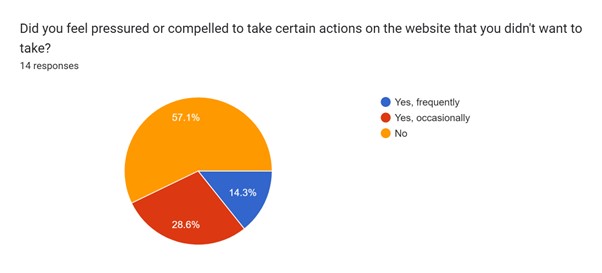 Did you feel pressured or compelled to take certain actions on the website that you didn't want to
take?
14 responses
57.1%
14.3%
28.6%
Yes, frequently
Yes, occasionally
No